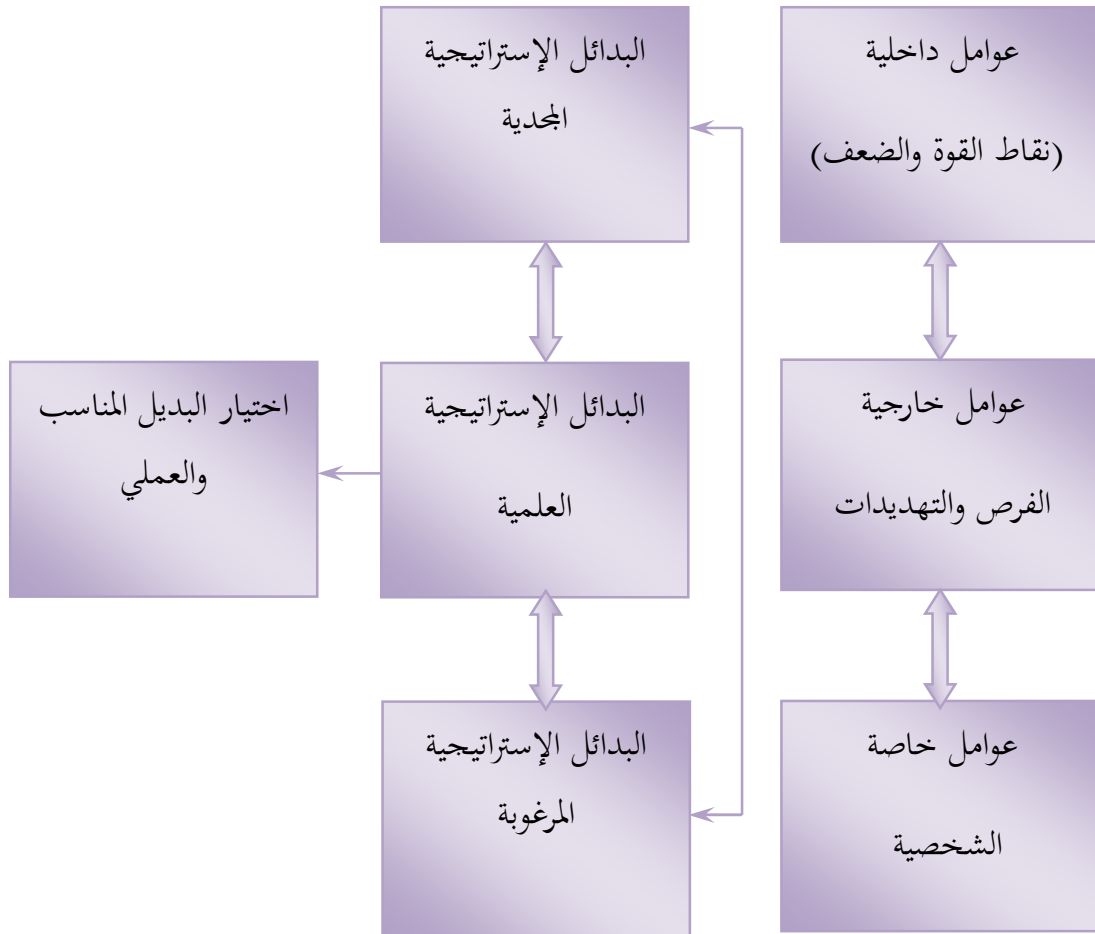 عوامل داخلية
(نقاط القوة والضعف)
البدائل الإستراتيجية
المجدية
عوامل خارجية
الفرص والتهديدات
البدائل الإستراتيجية
العلمية
اختيار البديل المناسب
والعملي
عوامل خاصة
الشخصية
البدائل الإستراتيجية
المرغوبة